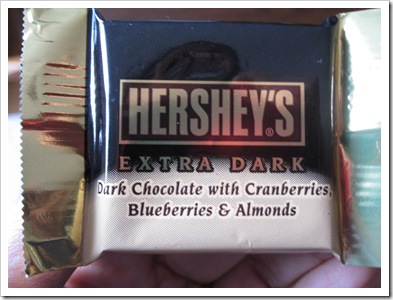 HERSHEY'S®
EXTRA DARK
Dark Chocolate with Cranberries,
Blueberries & Almonds